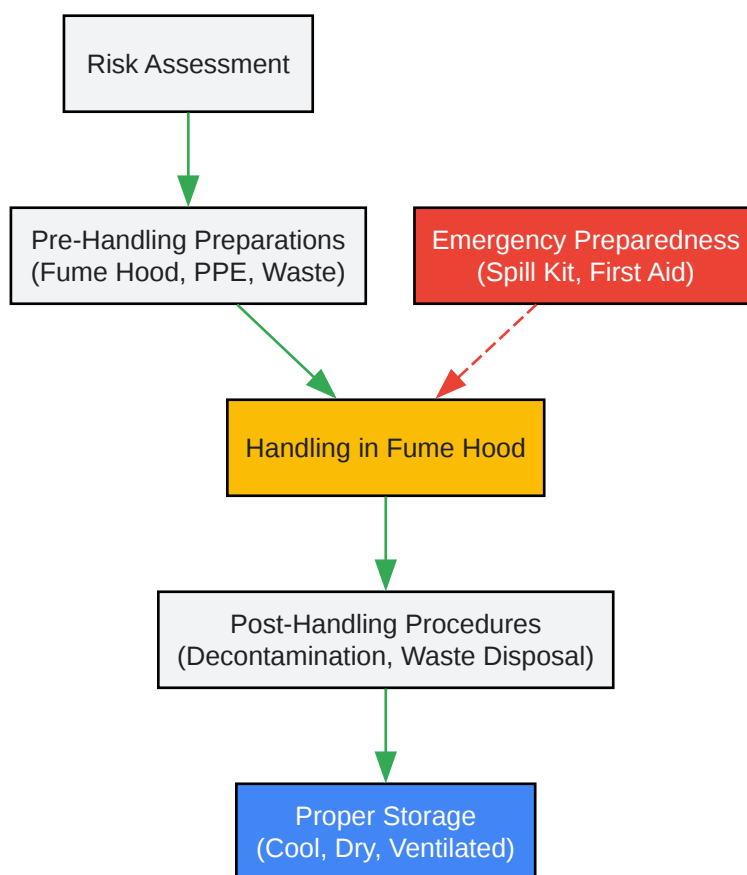 Risk Assessment
Pre-Handling Preparations
(Fume Hood, PPE, Waste)
Emergency Preparedness
(Spill Kit, First Aid)
Handling in Fume Hood
Post-Handling Procedures
(Decontamination, Waste Disposal)
Proper Storage
(Cool, Dry, Ventilated)